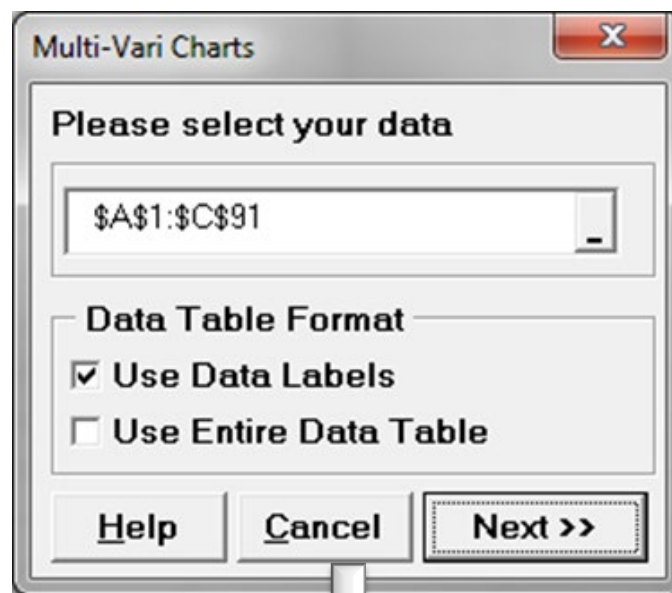 Multi-Vari Charts
Please select your data
$A$1:$C$91
Data Table Format
Use Data Labels
Use Entire Data Table
Help Cancel Next >>